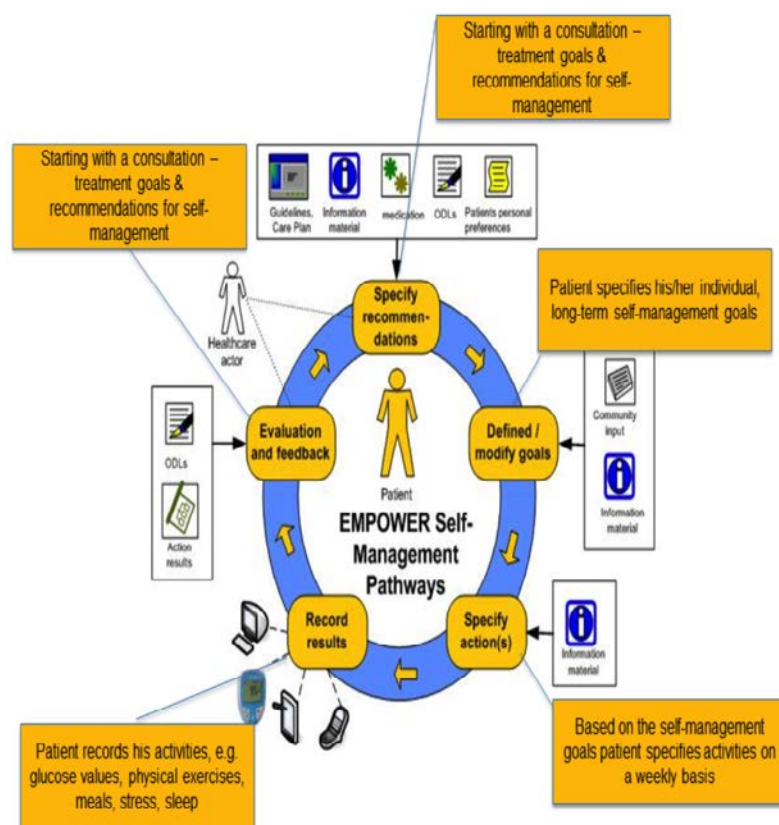 Starting with a consultation –
treatment goals &
recommendations for self-
management
Starting with a consultation –
treatment goals &
recommendations for self-
management
Guidelines,
Care Plan
Information
material
medication
ODLs
Patients personal
preferences
Specify
recommen-
dations
Patient specifies his/her individual,
long-term self-management goals
Healthcare
actor
Community
input
Information
material
Defined /
modify goals
Evaluation
and feedback
ODLs
Action
results
Patient
EMPOWER Self-
Management
Pathways
Record
results
Specify
action(s)
Information
material
Patient records his activities, e.g.
glucose values, physical exercises,
meals, stress, sleep
Based on the self-management
goals patient specifies activities on
a weekly basis